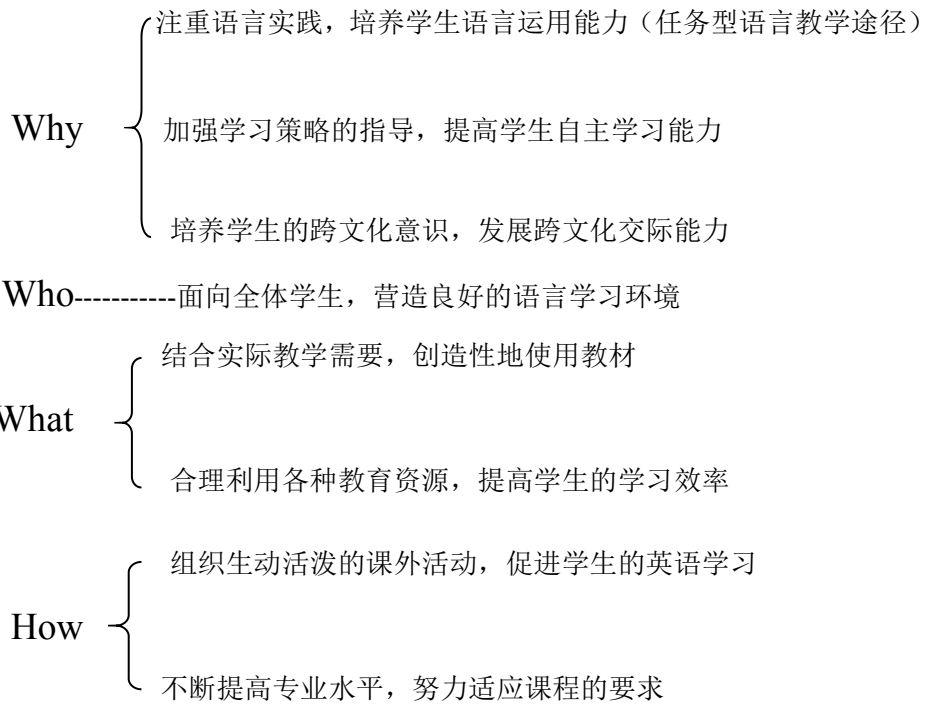 注重语言实践，培养学生语言运用能力（任务型语言教学途径）
Why
加强学习策略的指导，提高学生自主学习能力
培养学生的跨文化意识，发展跨文化交际能力
Who-----------面向全体学生，营造良好的语言学习环境
结合实际教学需要，创造性地使用教材
What
合理利用各种教育资源，提高学生的学习效率
组织生动活泼的课外活动，促进学生的英语学习
How
不断提高专业水平，努力适应课程的要求